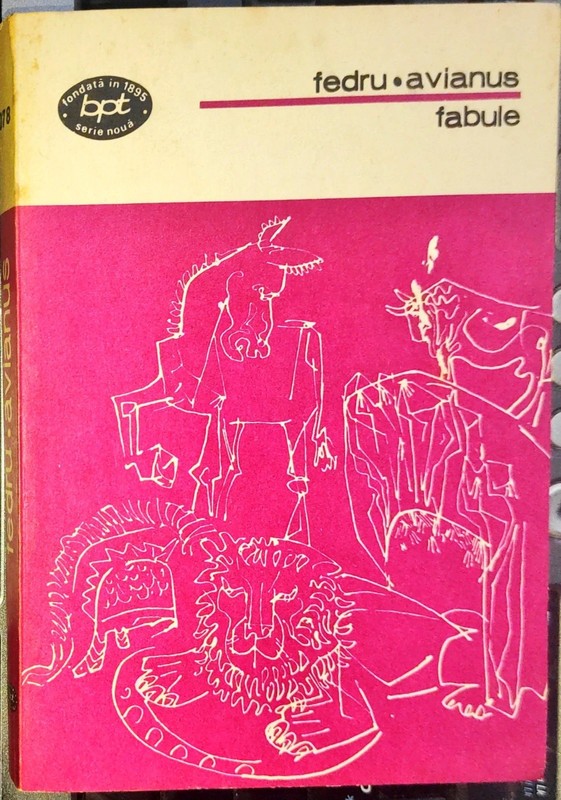 fondată în 1895
bpt
serie nouă
fedru•avianus
fabule
fedru•avianus